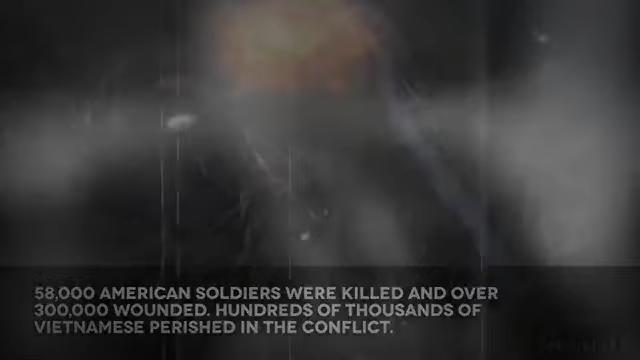 58,000 AMERICAN SOLDIERS WERE KILLED AND OVER
300,000 WOUNDED. HUNDREDS OF THOUSANDS OF
VIETNAMESE PERISHED IN THE CONFLICT.